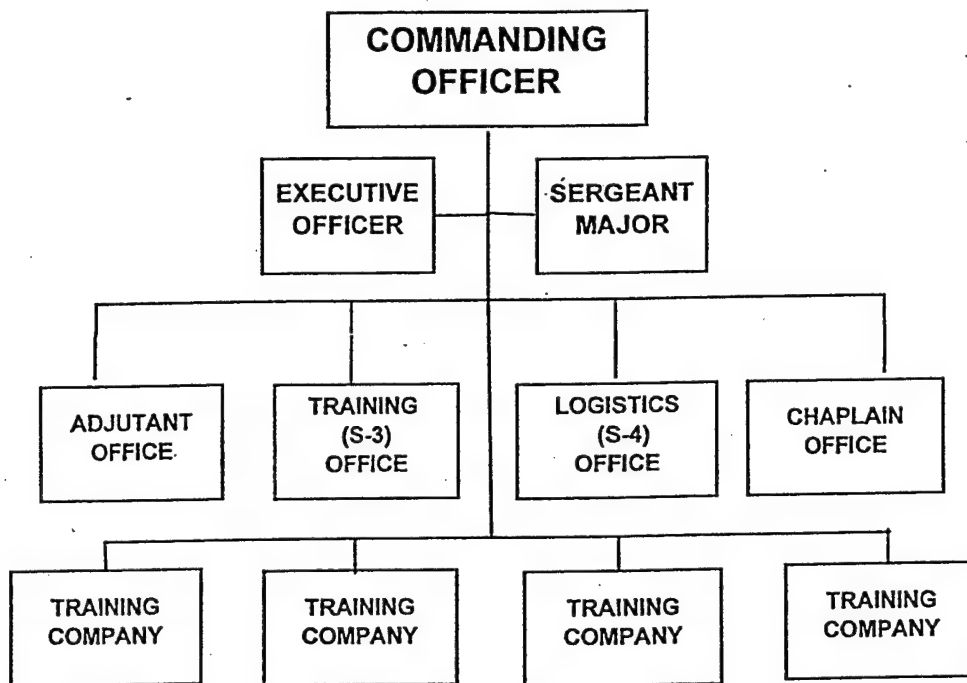 COMMANDING
OFFICER
EXECUTIVE
OFFICER
SERGEANT
MAJOR
ADJUTANT
OFFICE
TRAINING
(S-3)
OFFICE
LOGISTICS
(S-4)
OFFICE
CHAPLAIN
OFFICE
TRAINING
COMPANY
TRAINING
COMPANY
TRAINING
COMPANY
TRAINING
COMPANY